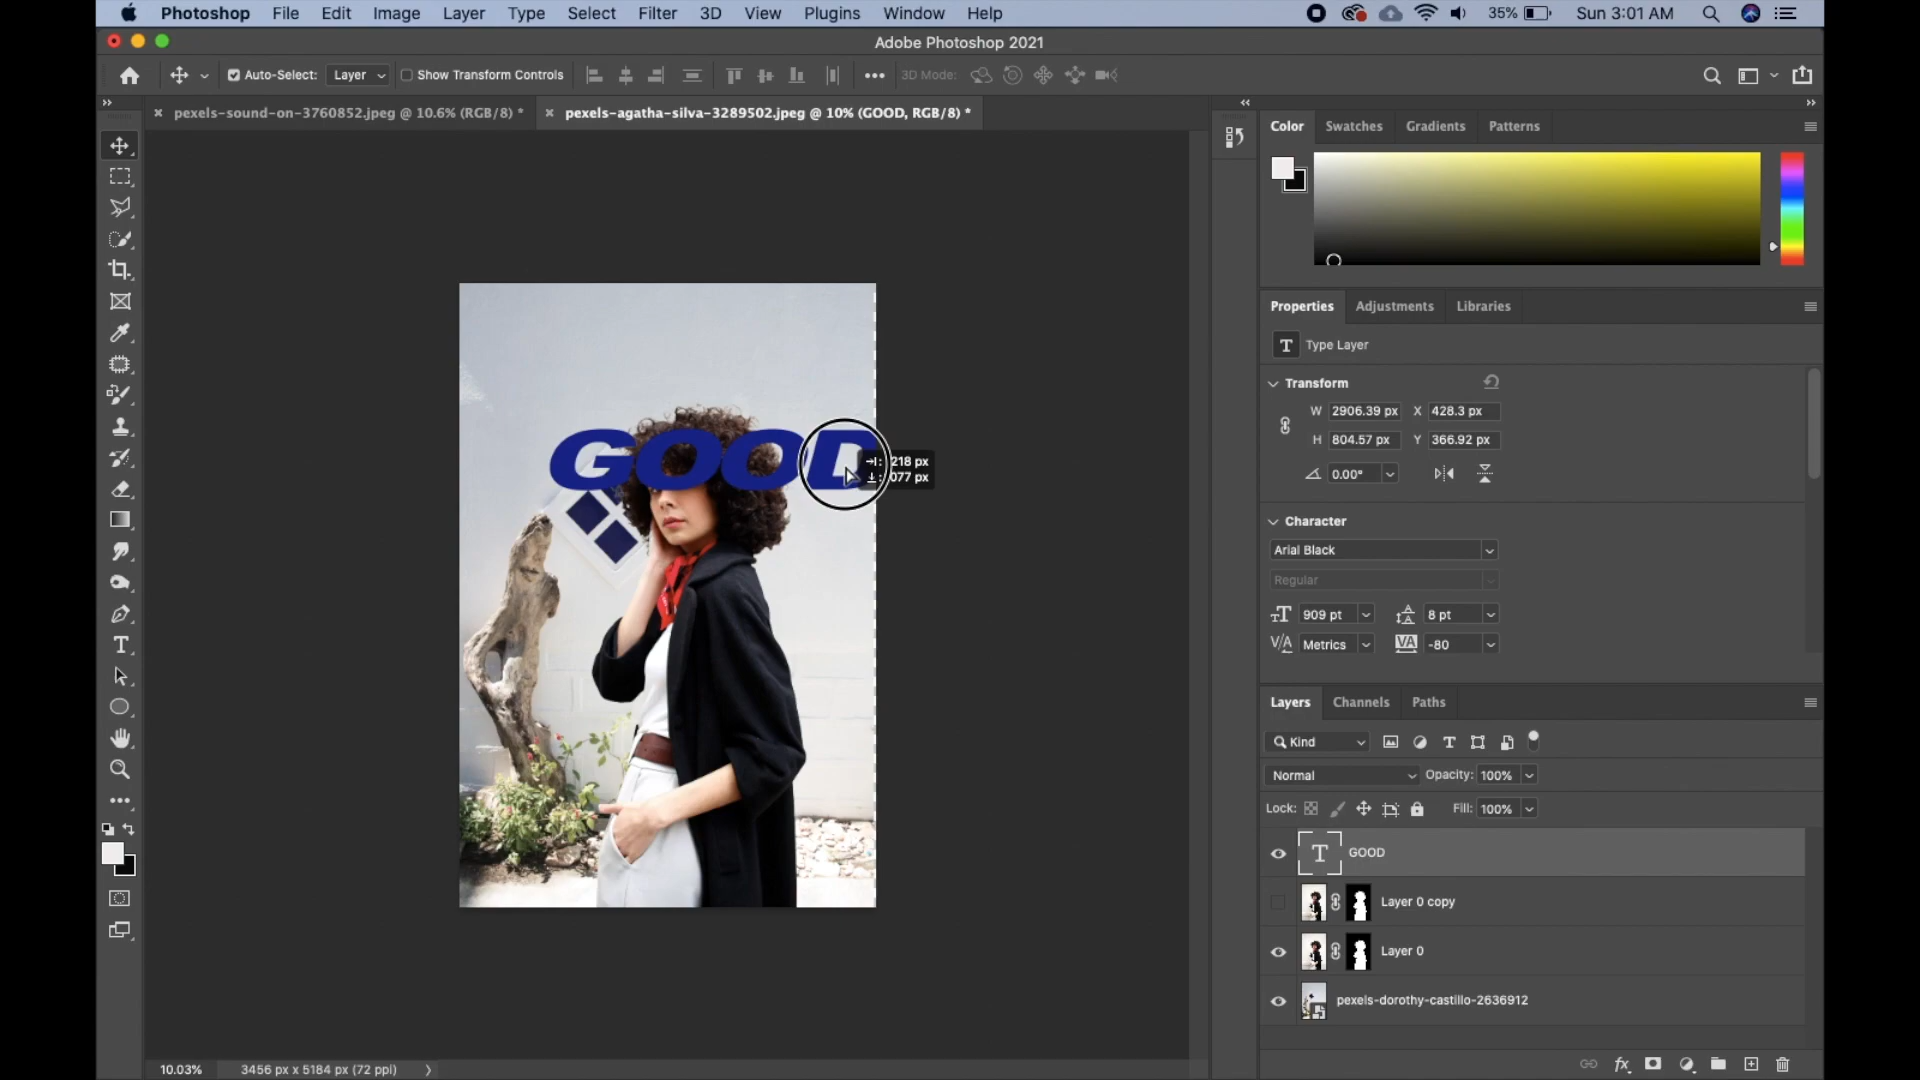 Photoshop File Edit Image Layer Type Select Filter 3D View Plugins Window Help 35% Sun 3:01 AM
Adobe Photoshop 2021
Auto-Select: Layer Show Transform Controls 3D Mode:
pexels-sound-on-3760852.jpeg @ 10.6% (RGB/8) * pexels-agatha-silva-3289502.jpeg @ 10% (GOOD, RGB/8) *
Color Swatches Gradients Patterns
Properties Adjustments Libraries
T Type Layer
Transform
W 2906.39 px X 428.3 px
H 804.57 px Y 366.92 px
0.00°
GOOD
218 px
077 px
Character
Arial Black
Regular
909 pt 8 pt
Metrics -80
Layers Channels Paths
Kind
Normal Opacity: 100%
Lock: Fill: 100%
T GOOD
Layer 0 copy
Layer 0
pexels-dorothy-castillo-2636912
10.03% 3456 px x 5184 px (72 ppi)